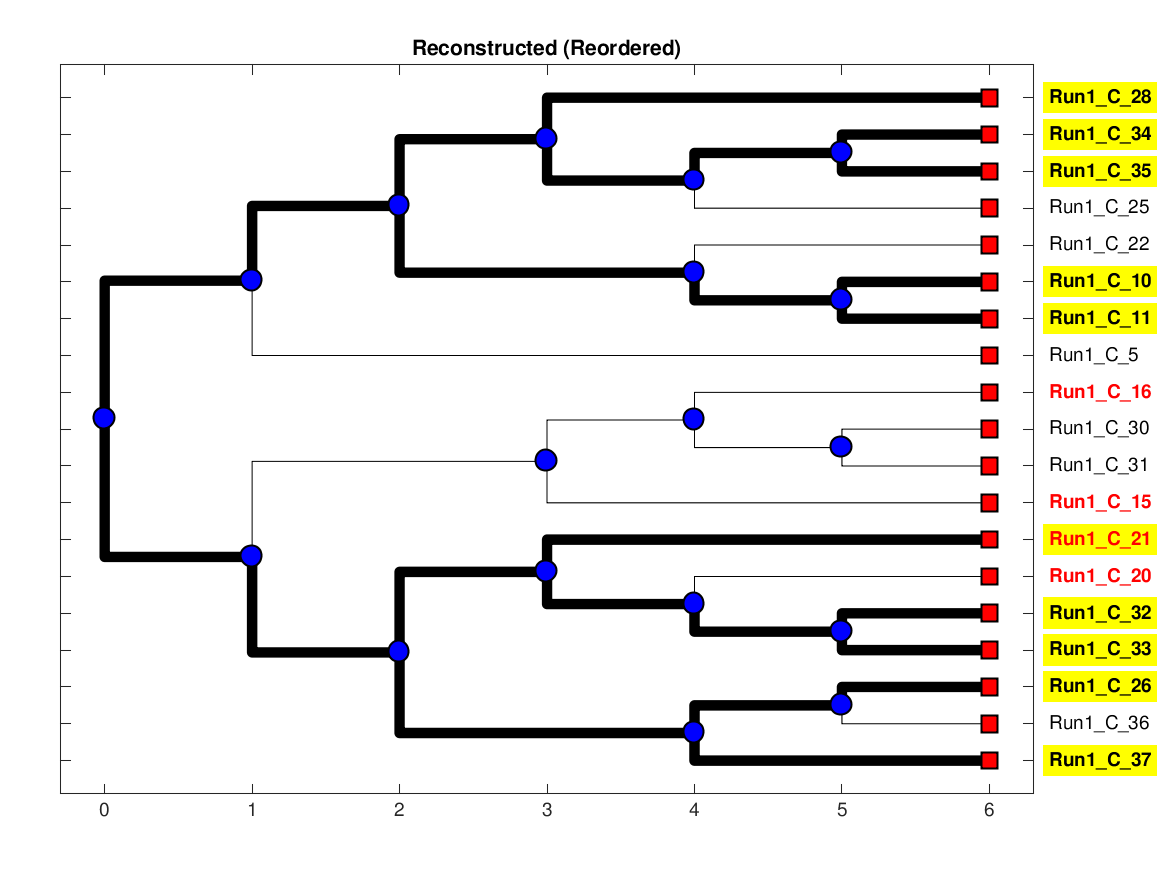 Reconstructed (Reordered)
Run1_C_28
Run1_C_34
Run1_C_35
Run1_C_25
Run1_C_22
Run1_C_10
Run1_C_11
Run1_C_5
Run1_C_16
Run1_C_30
Run1_C_31
Run1_C_15
Run1_C_21
Run1_C_20
Run1_C_32
Run1_C_33
Run1_C_26
Run1_C_36
Run1_C_37
0 1 2 3 4 5 6